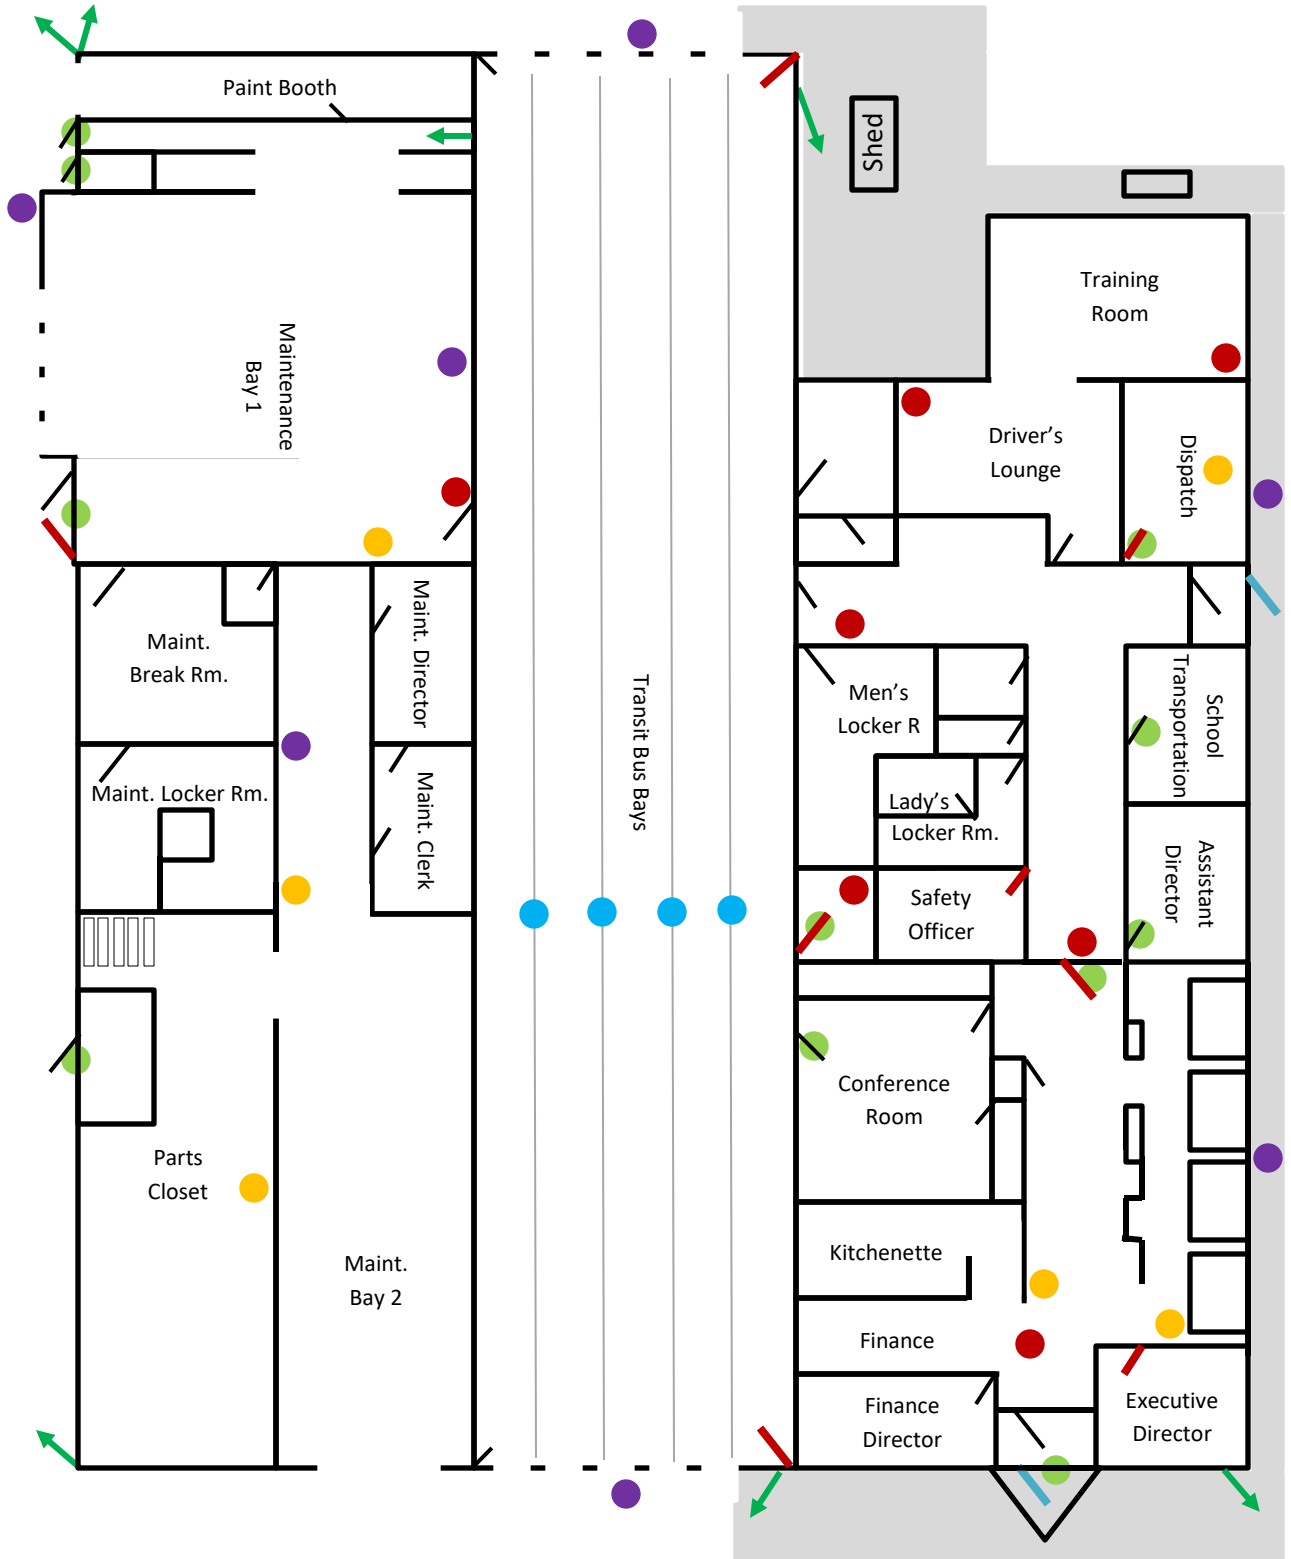 Paint Booth
Shed
Training
Room
Maintenance
Bay 1
Driver's
Lounge
Dispatch
Maint.
Break Rm.
Maint. Director
Transit Bus Bays
Men's
Locker R
School
Transportation
Maint. Locker Rm.
Maint. Clerk
Lady's
Locker Rm.
Assistant
Director
Safety
Officer
Conference
Room
Parts
Closet
Maint.
Bay 2
Kitchenette
Finance
Finance
Director
Executive
Director